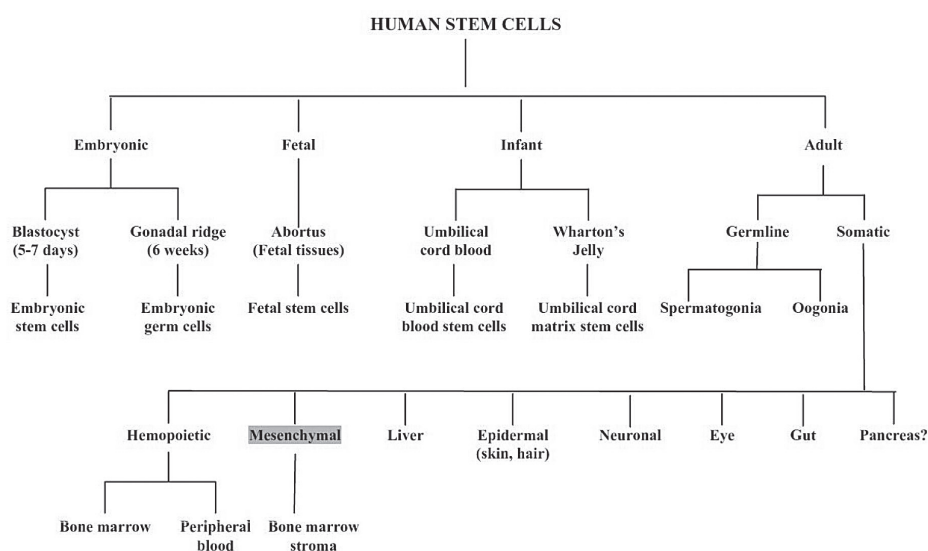 HUMAN STEM CELLS
Embryonic
Fetal
Infant
Adult
Blastocyst
(5-7 days)
Gonadal ridge
(6 weeks)
Abortus
(Fetal tissues)
Umbilical
cord blood
Wharton's
Jelly
Germline
Somatic
Embryonic
stem cells
Embryonic
germ cells
Fetal stem cells
Umbilical cord
blood stem cells
Umbilical cord
matrix stem cells
Spermatogonia
Oogonia
Hemopoietic
Mesenchymal
Liver
Epidermal
(skin, hair)
Neuronal
Eye
Gut
Pancreas?
Bone marrow
Peripheral
blood
Bone marrow
stroma